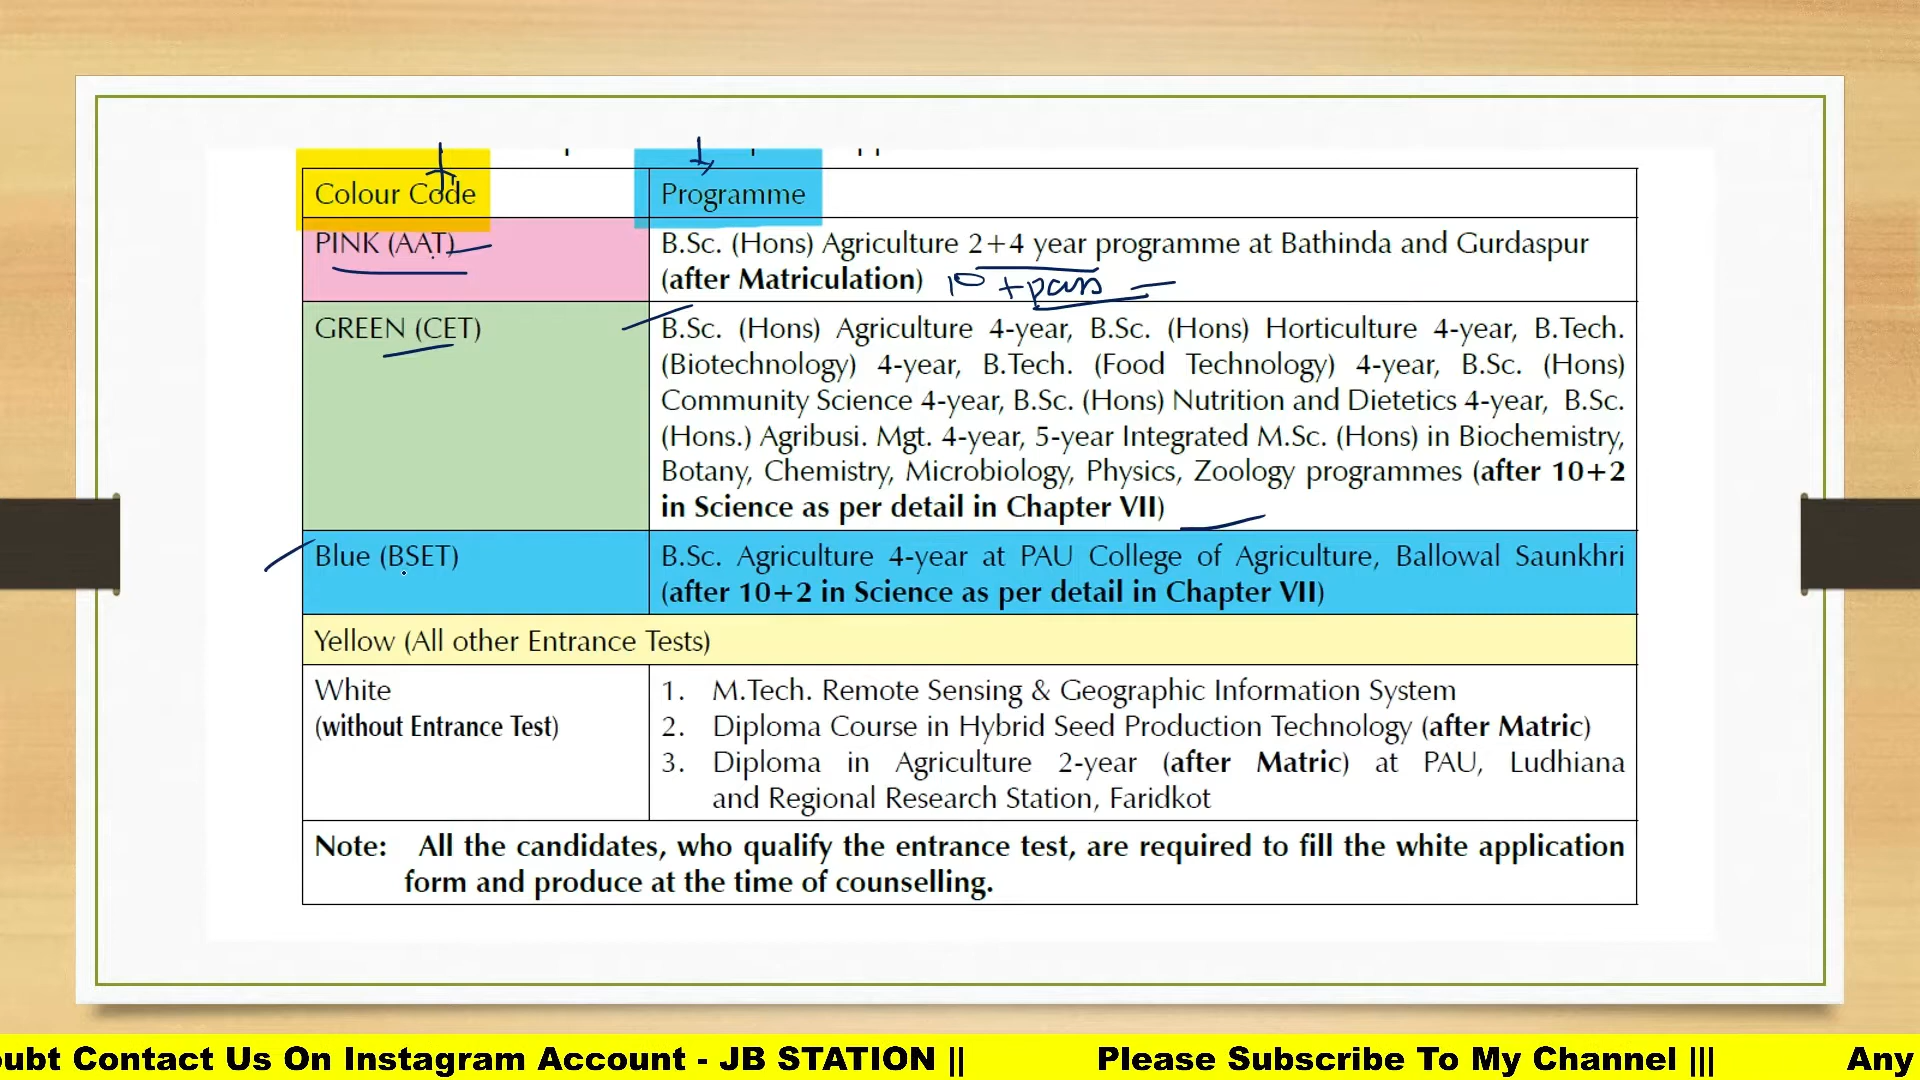 Colour Code
Programme
PINK (AAT)
B.Sc. (Hons) Agriculture 2+4 year programme at Bathinda and Gurdaspur
(after Matriculation) 10 + pass
GREEN (CET)
B.Sc. (Hons) Agriculture 4-year, B.Sc. (Hons) Horticulture 4-year, B.Tech.
(Biotechnology) 4-year, B.Tech. (Food Technology) 4-year, B.Sc. (Hons)
Community Science 4-year, B.Sc. (Hons) Nutrition and Dietetics 4-year, B.Sc.
(Hons.) Agribusi. Mgt. 4-year, 5-year Integrated M.Sc. (Hons) in Biochemistry,
Botany, Chemistry, Microbiology, Physics, Zoology programmes (after 10+2
in Science as per detail in Chapter VII)
Blue (BSET)
B.Sc. Agriculture 4-year at PAU College of Agriculture, Ballowal Saunkhri
(after 10+2 in Science as per detail in Chapter VII)
Yellow (All other Entrance Tests)
White
(without Entrance Test)
1. M.Tech. Remote Sensing & Geographic Information System
2. Diploma Course in Hybrid Seed Production Technology (after Matric)
3. Diploma in Agriculture 2-year (after Matric) at PAU, Ludhiana
and Regional Research Station, Faridkot
Note: All the candidates, who qualify the entrance test, are required to fill the white application
form and produce at the time of counselling.
oubt Contact Us On Instagram Account - JB STATION || Please Subscribe To My Channel ||| Any